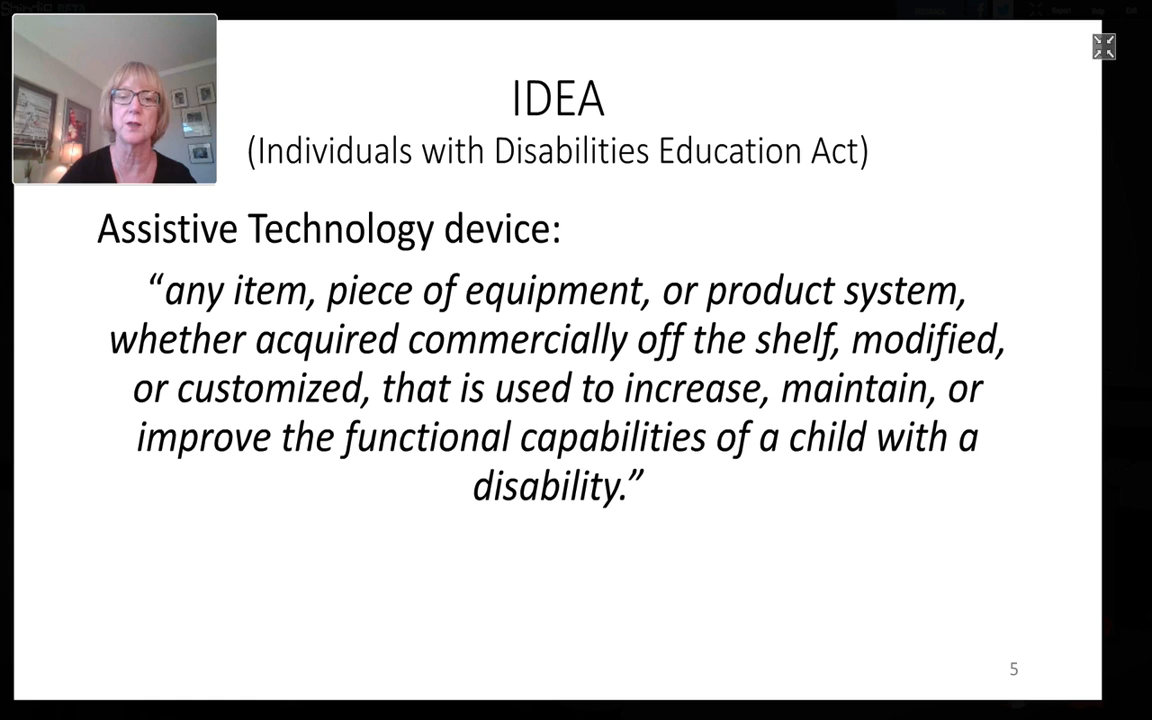 IDEA
(Individuals with Disabilities Education Act)
Assistive Technology device:
“any item, piece of equipment, or product system,
whether acquired commercially off the shelf, modified,
or customized, that is used to increase, maintain, or
improve the functional capabilities of a child with a
disability.”
5